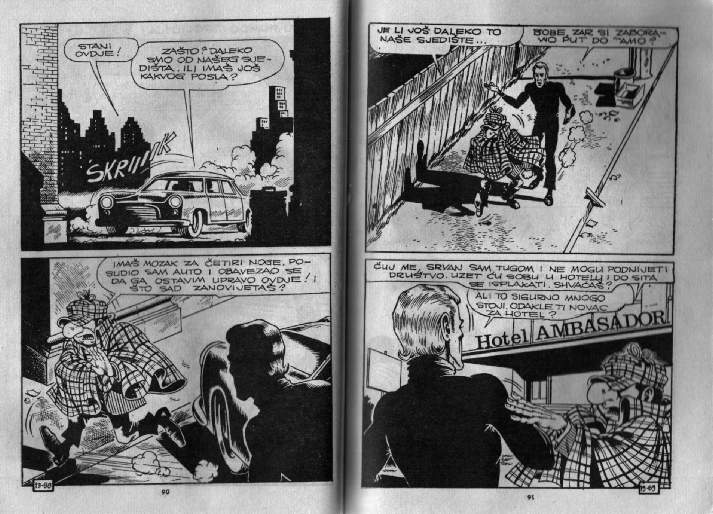 STANI
OVDJE!
ZAŠTO? DALEKO
SMO OD NAŠEG SJE-
DIŠTA. ILI IMAŠ JOŠ
KAKVOG POSLA?
SKRIIIIK
IMAŠ MOZAK ZA ČETIRI NOBE, PO-
SUDIO SAM AUTO I OBAVEZAO SE
DA GA OSTAVIM UPRAVO OVDJE!
ŠTO SAD ZANOVIJETAŠ?
90
JE LI JOŠ DALEKO TO
NAŠE SJEDIŠTE...
BOBE, ZAR SI ZABORA-
VIO PUT DO TAMO?
ČUJ ME, SRVAN SAM TUGOM I NE MOGU PODNIJETI
DRUŠTVO. UZET ĆU SOBU U HOTELU I DO SITA
SE ISPLAKATI. SHVAĆAŠ?
ALI TO SIGURNO MNOGO
STOJI. ODAKLE TI NOVAC
ZA HOTEL?
Hotel AMBASADOR
91